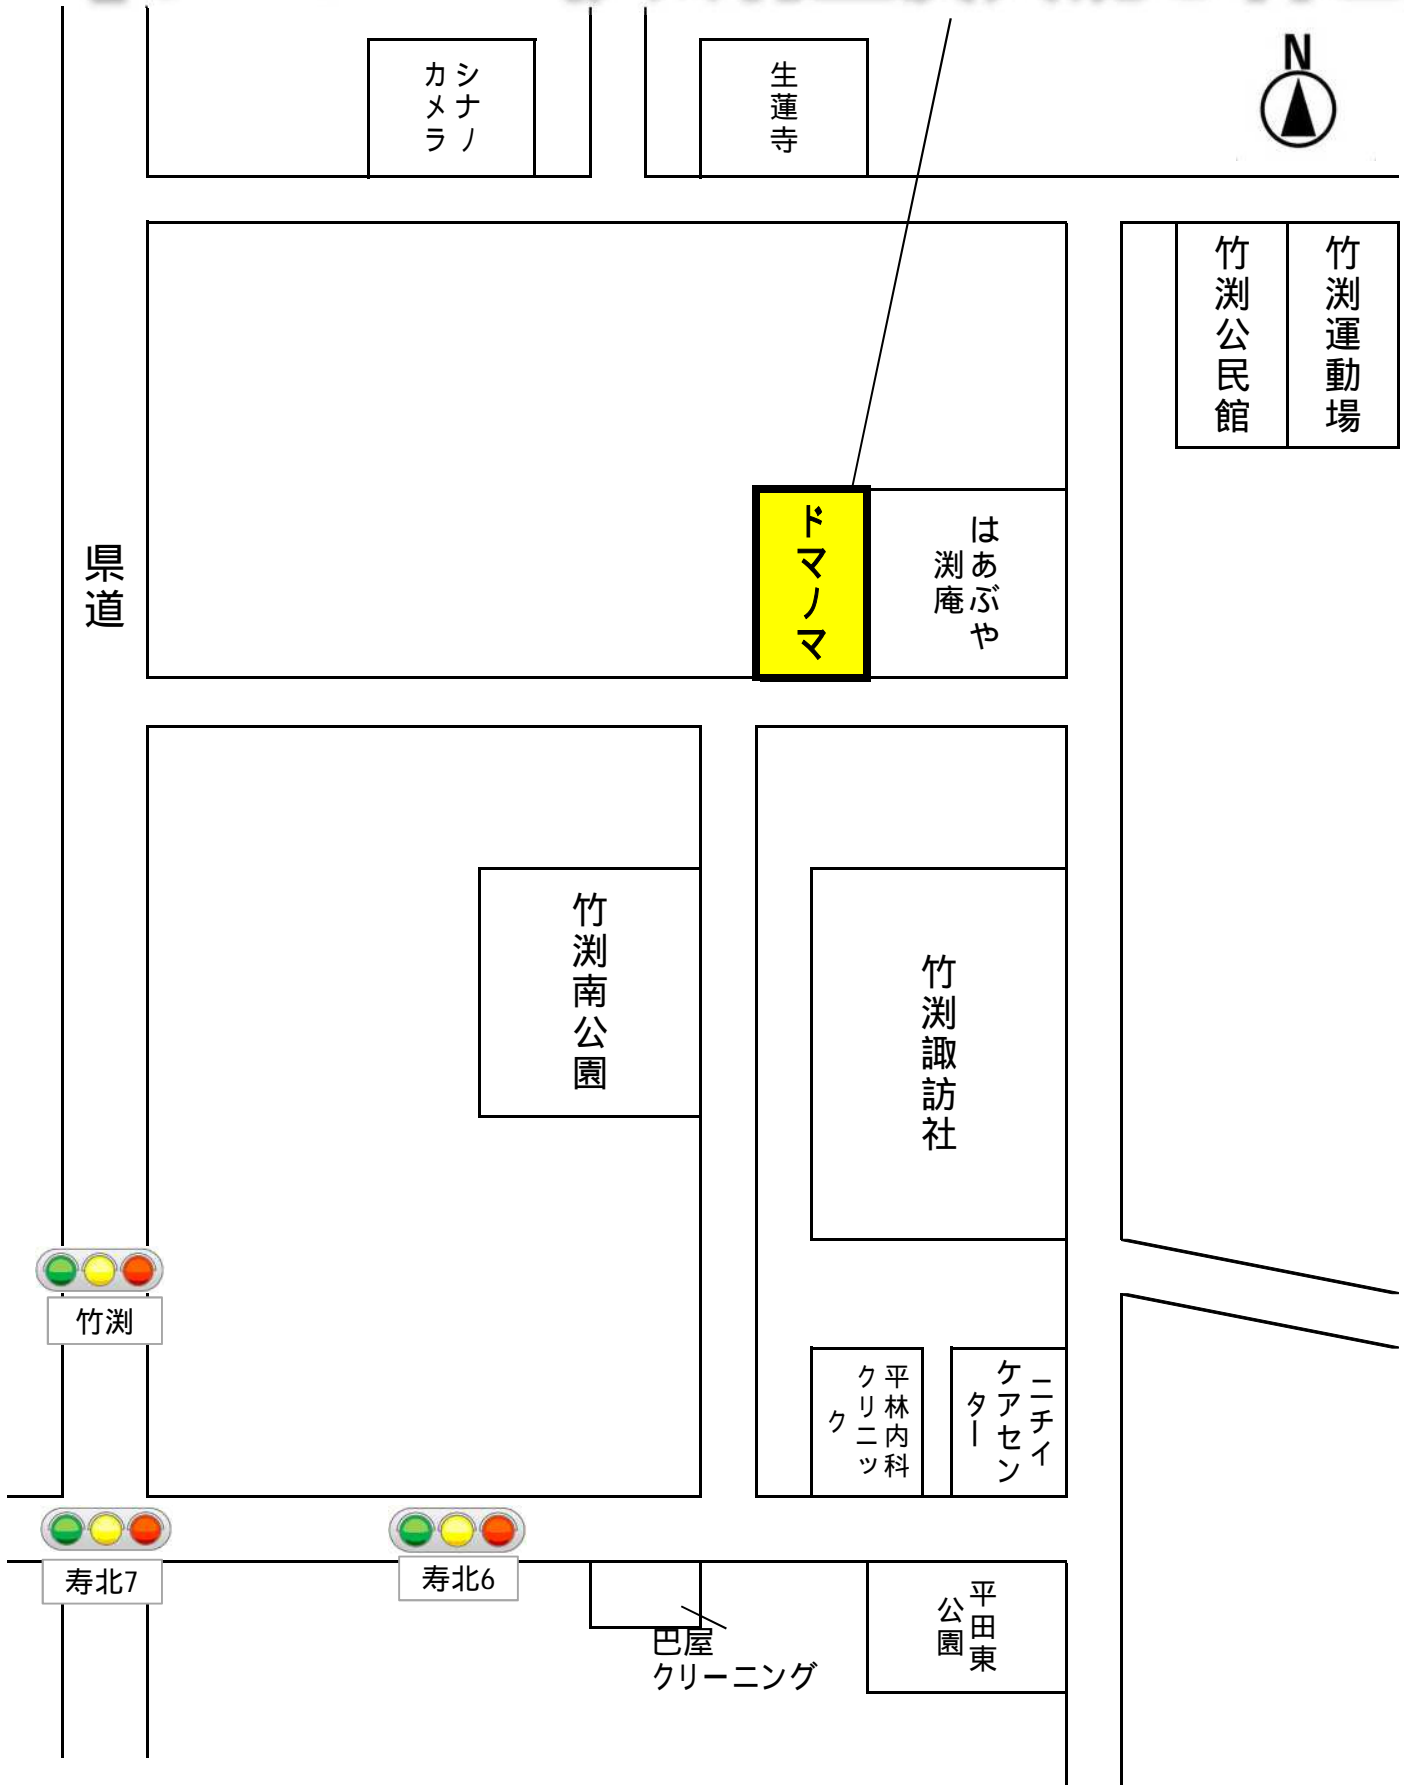 N
シナノ
カメラ
生蓮寺
竹渕公民館
竹渕運動場
県道
ドマノマ
はあぶや
渕庵
竹渕南公園
竹渕諏訪社
竹渕
平林内科
クリニッ
ク
ニチイ
ケアセン
ター
寿北7
寿北6
巴屋
クリーニング
平田東
公園